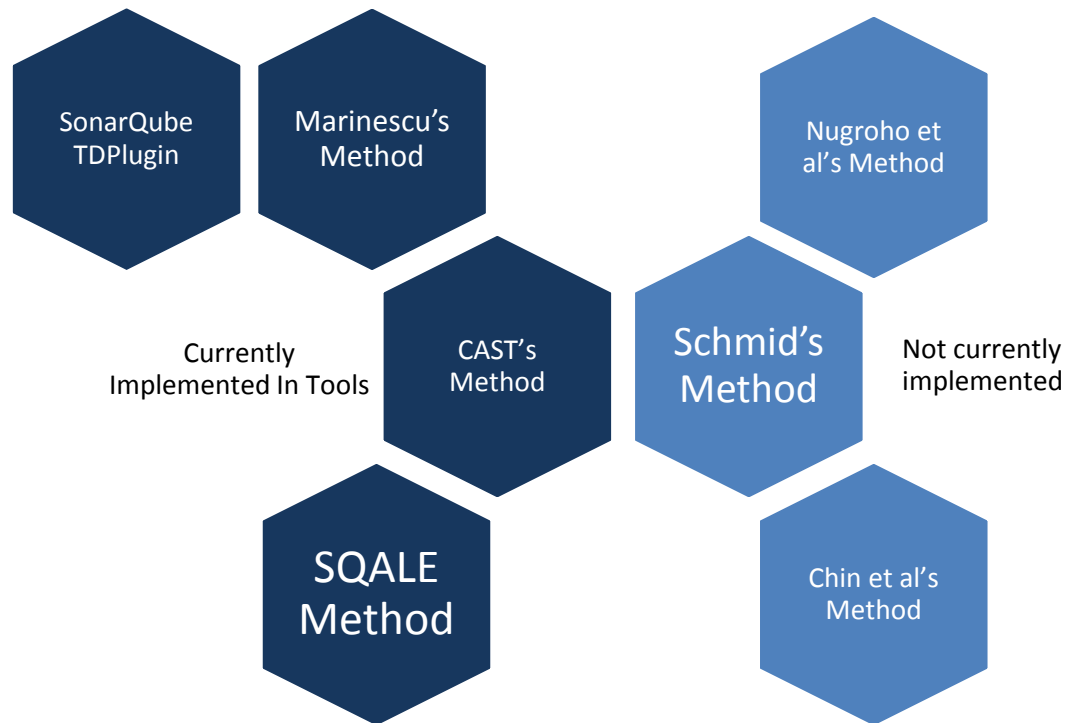 SonarQube
TDPlugin
Marinescu’s
Method
Nugroho et
al’s Method
Currently
Implemented In Tools
CAST’s
Method
Schmid’s
Method
Not currently
implemented
SQALE
Method
Chin et al’s
Method